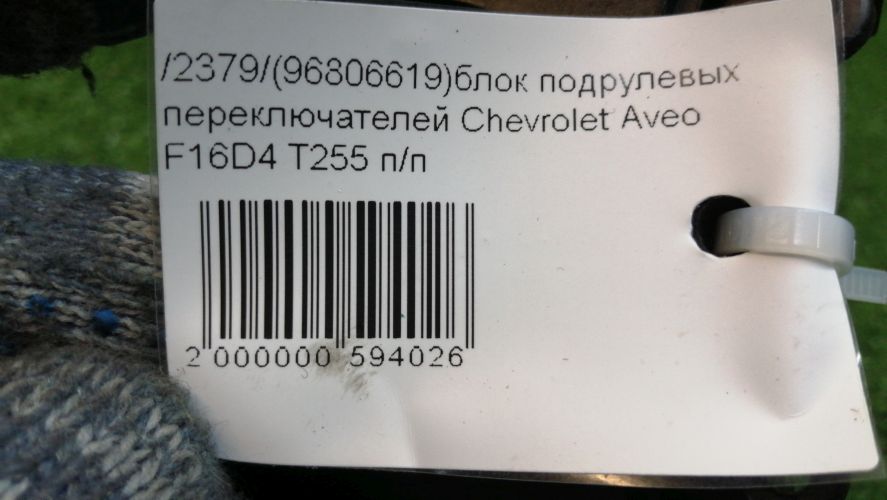 /2379/(96806619)блок подрулевых
переключателей Chevrolet Aveo
F16D4 T255 п/п
2 000000 594026